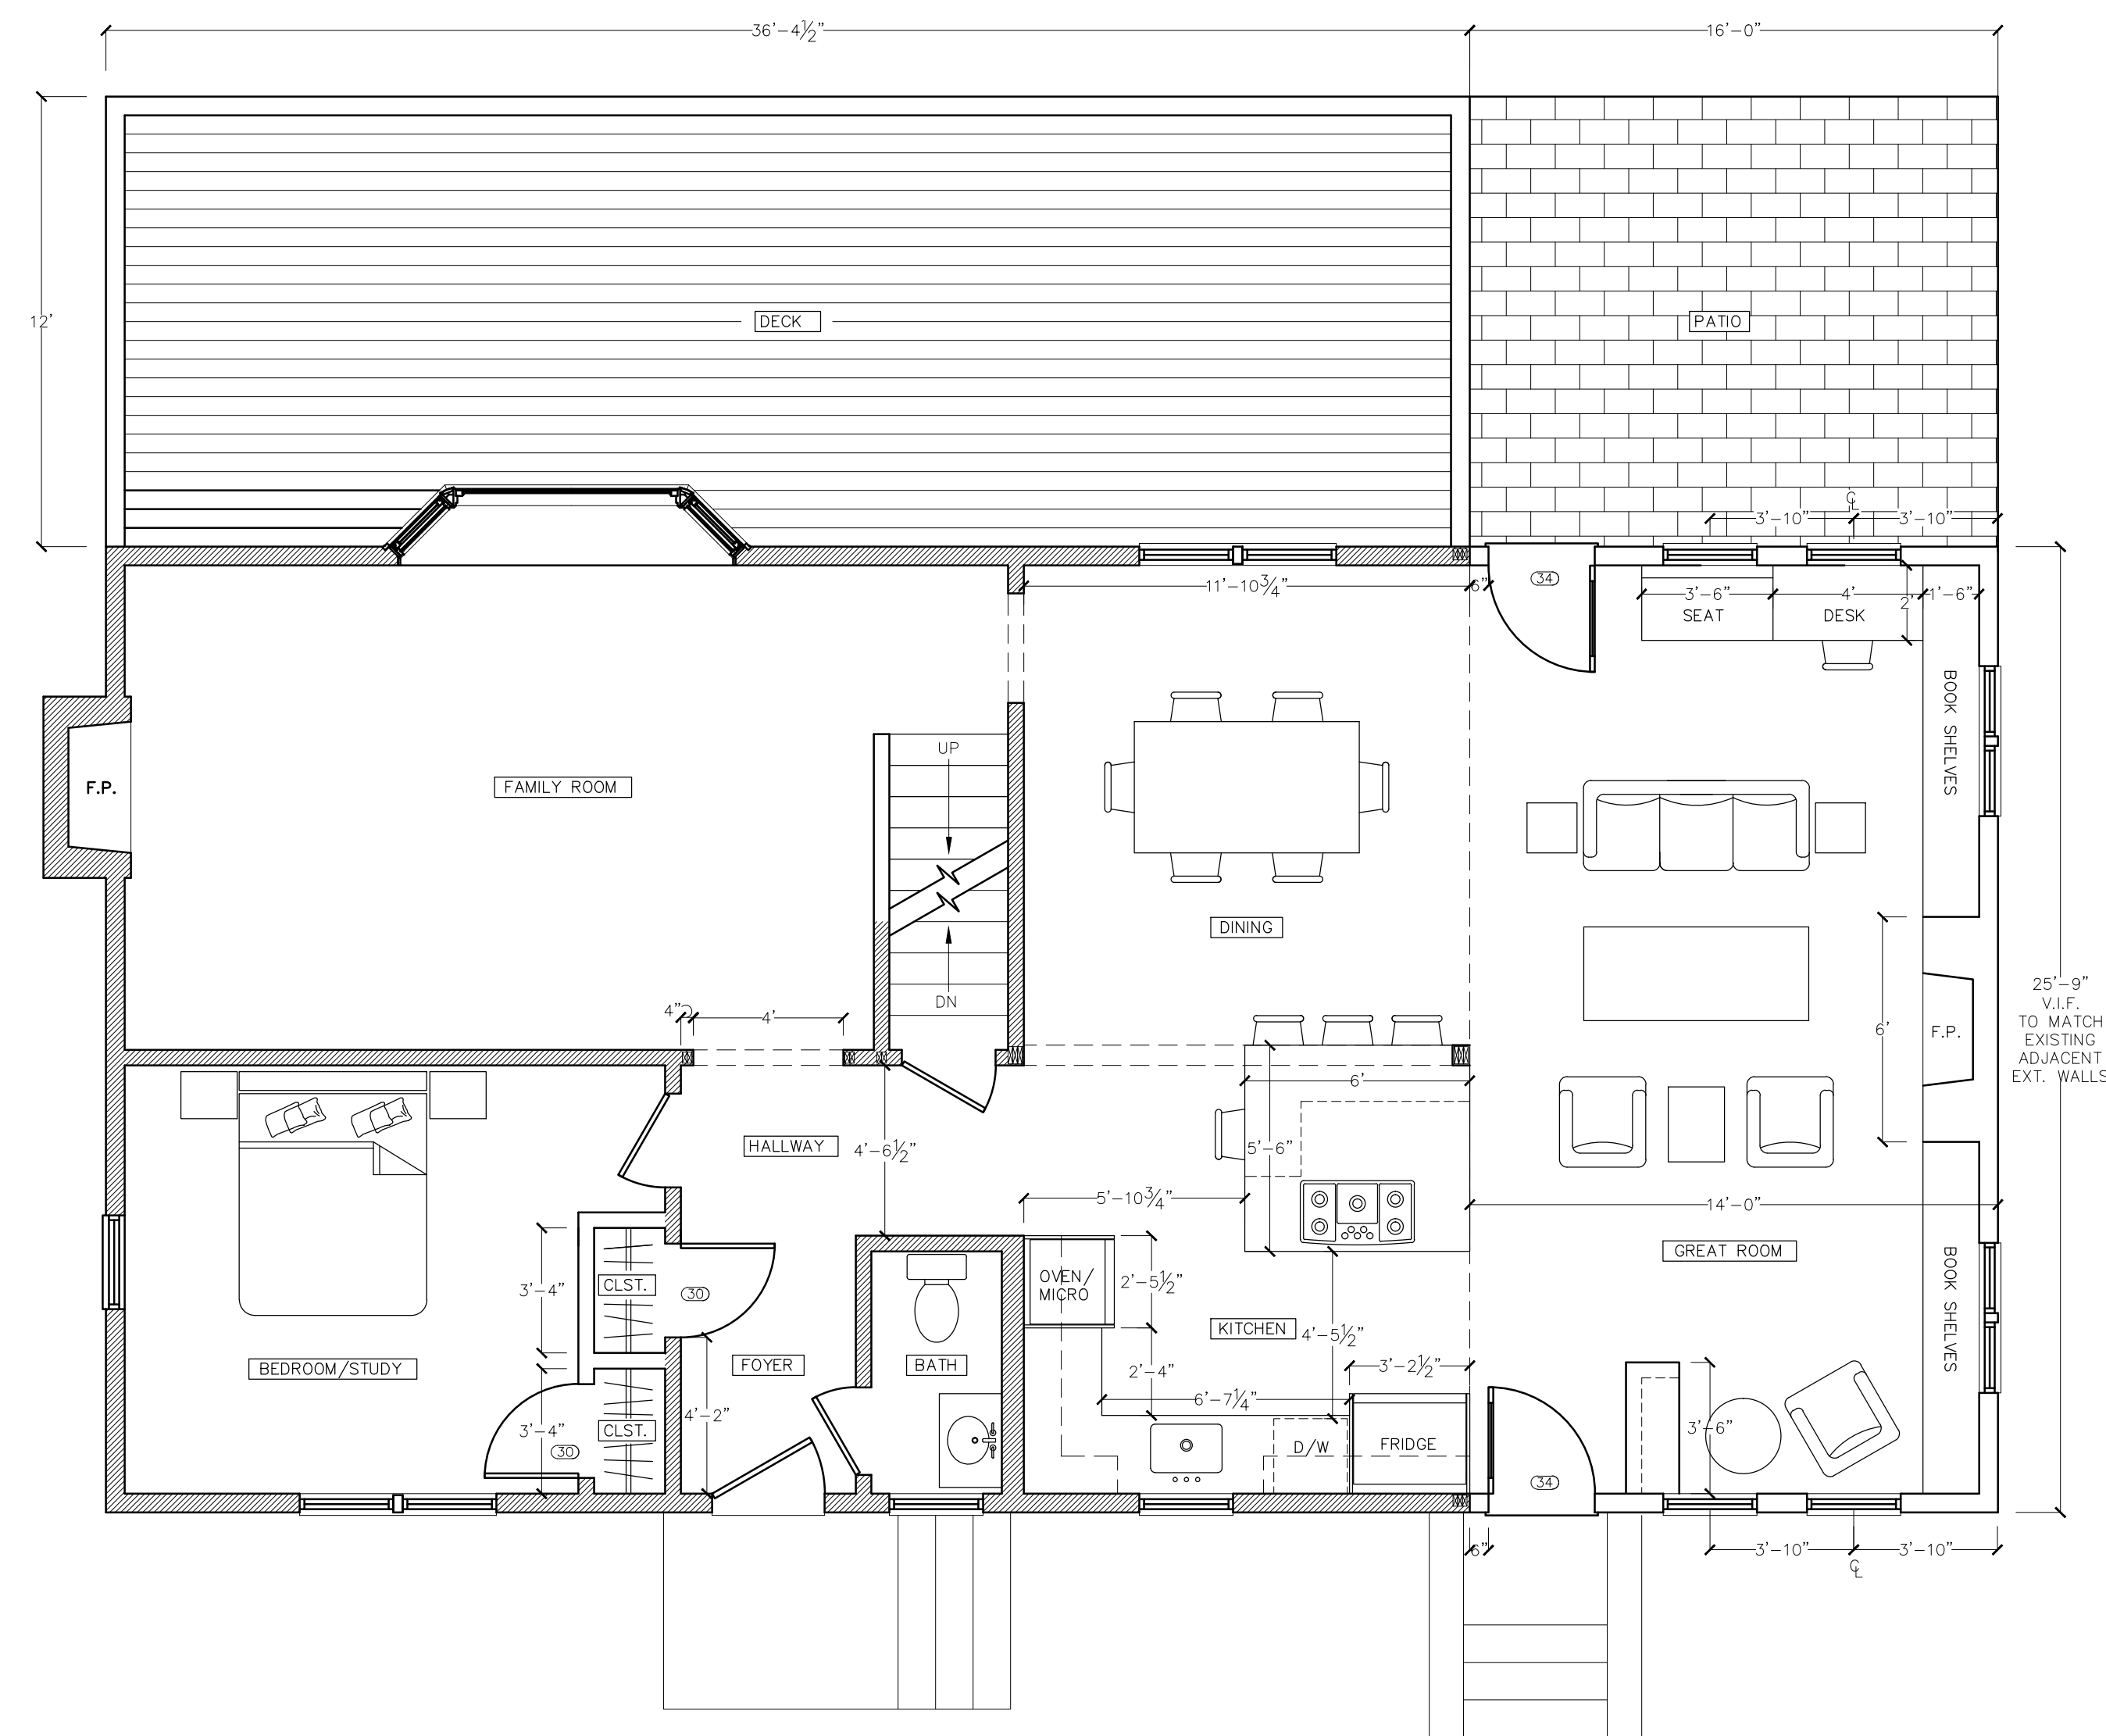 36'-4½"
16'-0"
12'
DECK
PATIO
℄
3'-10"
3'-10"
11'-10¾"
6"
34
3'-6"
4'
2'
1'-6"
SEAT
DESK
BOOK SHELVES
UP
F.P.
FAMILY ROOM
DINING
25'-9"
V.I.F.
TO MATCH
EXISTING
ADJACENT
EXT. WALLS
DN
4"
4'
6'
F.P.
6'
HALLWAY
4'-6½"
5'-6"
5'-10¾"
14'-0"
GREAT ROOM
BOOK SHELVES
OVEN/
MICRO
2'-5½"
CLST.
3'-4"
30
KITCHEN
4'-5½"
BEDROOM/STUDY
FOYER
BATH
2'-4"
3'-2½"
6'-7¼"
4'-2"
3'-6"
3'-4"
CLST.
30
D/W
FRIDGE
34
6"
3'-10"
3'-10"
℄